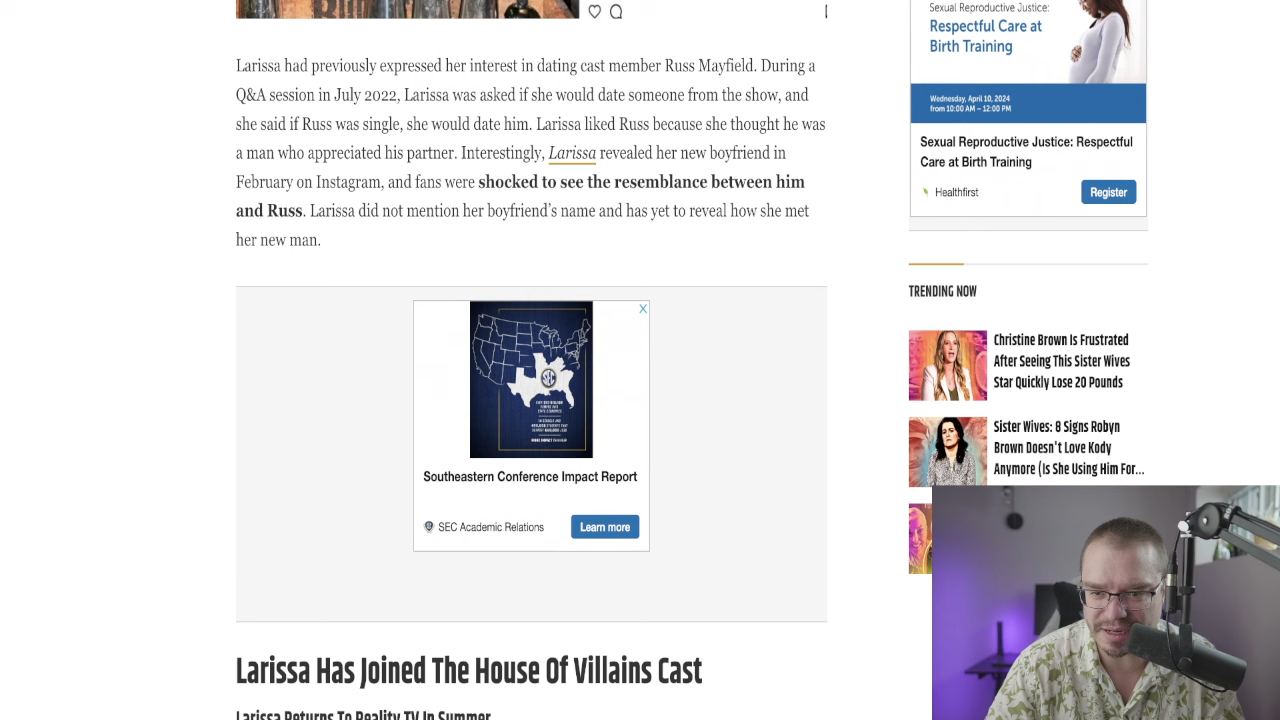 Larissa had previously expressed her interest in dating cast member Russ Mayfield. During a
Q&A session in July 2022, Larissa was asked if she would date someone from the show, and
she said if Russ was single, she would date him. Larissa liked Russ because she thought he was
a man who appreciated his partner. Interestingly, Larissa revealed her new boyfriend in
February on Instagram, and fans were shocked to see the resemblance between him
and Russ. Larissa did not mention her boyfriend's name and has yet to reveal how she met
her new man.
X
SEC
Southeastern Conference Impact Report
SEC Academic Relations
Learn more
Larissa Has Joined The House Of Villains Cast
Larissa Returns To Reality TV In Summer
Sexual Reproductive Justice:
Respectful Care at
Birth Training
Wednesday, April 10, 2024
from 10:00 AM – 12:00 PM
Sexual Reproductive Justice: Respectful
Care at Birth Training
Healthfirst
Register
TRENDING NOW
Christine Brown Is Frustrated
After Seeing This Sister Wives
Star Quickly Lose 20 Pounds
Sister Wives: 8 Signs Robyn
Brown Doesn't Love Kody
Anymore (Is She Using Him For...